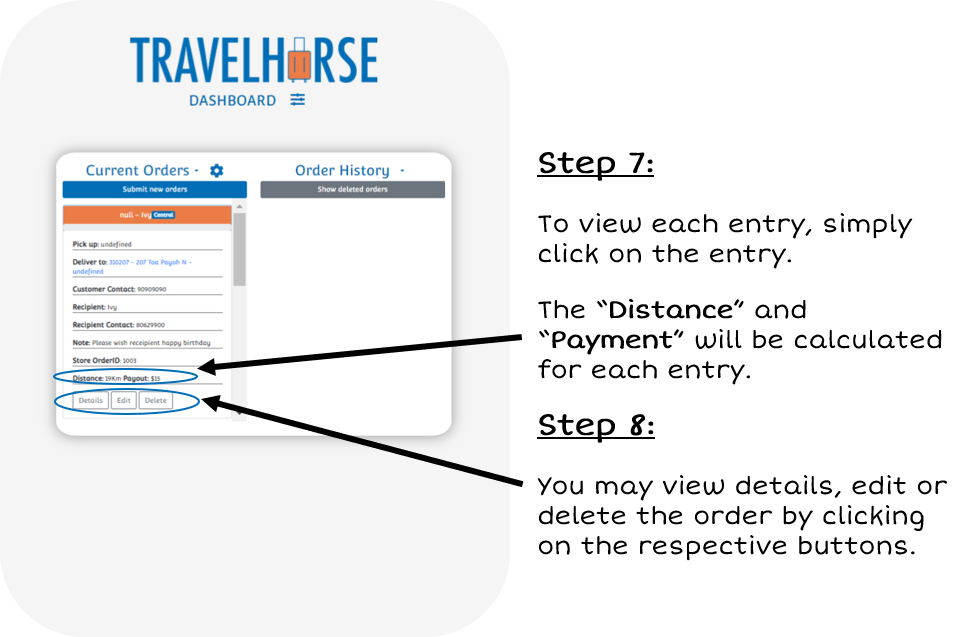 TRAVELHORSE
DASHBOARD
Current Orders
Order History
Submit new orders
Show deleted orders
null - Ivy Central
Pick up: undefined
Deliver to: 310207 - 207 Toa Payoh N -
undefined
Customer Contact: 90909090
Recipient: Ivy
Recipient Contact: 80629900
Note: Please wish receipient happy birthday
Store OrderID: 1003
Distance: 19Km Payout: $15
Details Edit Delete
Step 7:
To view each entry, simply
click on the entry.
The “Distance” and
“Payment” will be calculated
for each entry.
Step 8:
You may view details, edit or
delete the order by clicking
on the respective buttons.